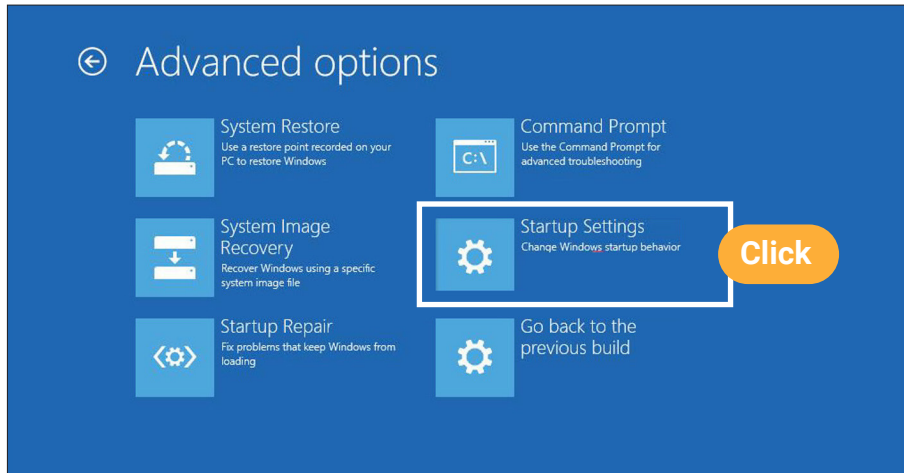 Advanced options
System Restore
Use a restore point recorded on your
PC to restore Windows
Command Prompt
C:\
Use the Command Prompt for
advanced troubleshooting
System Image
Recovery
Recover Windows using a specific
system image file
Startup Settings
Change Windows startup behavior
Click
Startup Repair
Fix problems that keep Windows from
loading
Go back to the
previous build